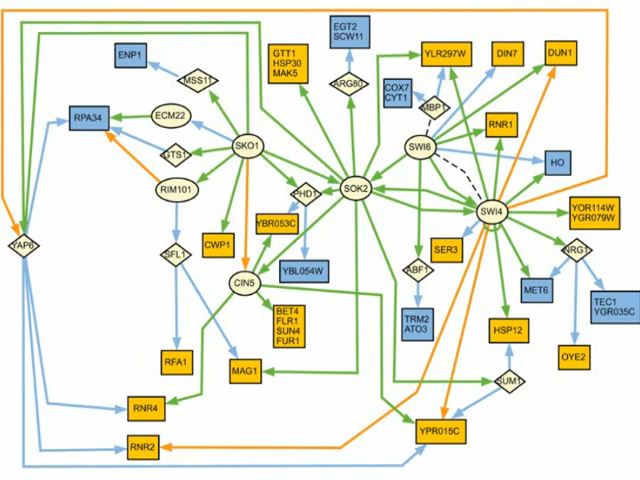 EGT2
SCW11
ENP1
GTT1
HSP30
MAK5
YLR297W
DIN7
DUN1
MSS11
ARG80
COX7
CYT1
MBP1
RPA34
ECM22
RNR1
GTS1
SKO1
SWI6
HO
RIM101
PHD1
SOK2
SWI4
YOR114W
YGR079W
YBR053C
YAP6
CWP1
SFL1
SER3
NRG1
YBL054W
ABF1
CIN5
MET6
TEC1
YGR035C
BET4
FLR1
SUN4
FUR1
TRM2
ATO3
HSP12
RFA1
MAG1
OYE2
SUM1
RNR4
YPR015C
RNR2